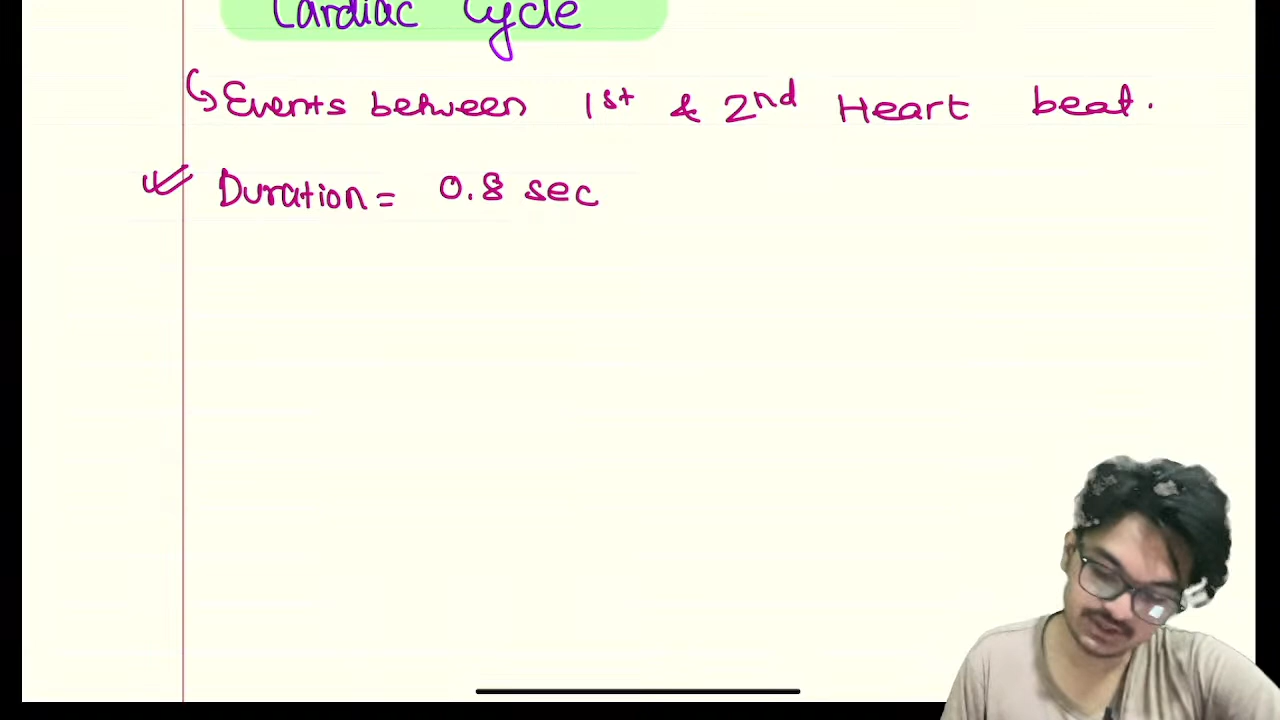 Cardiac Cycle
↳ Events between 1st & 2nd Heart beat.
Duration = 0.8 sec